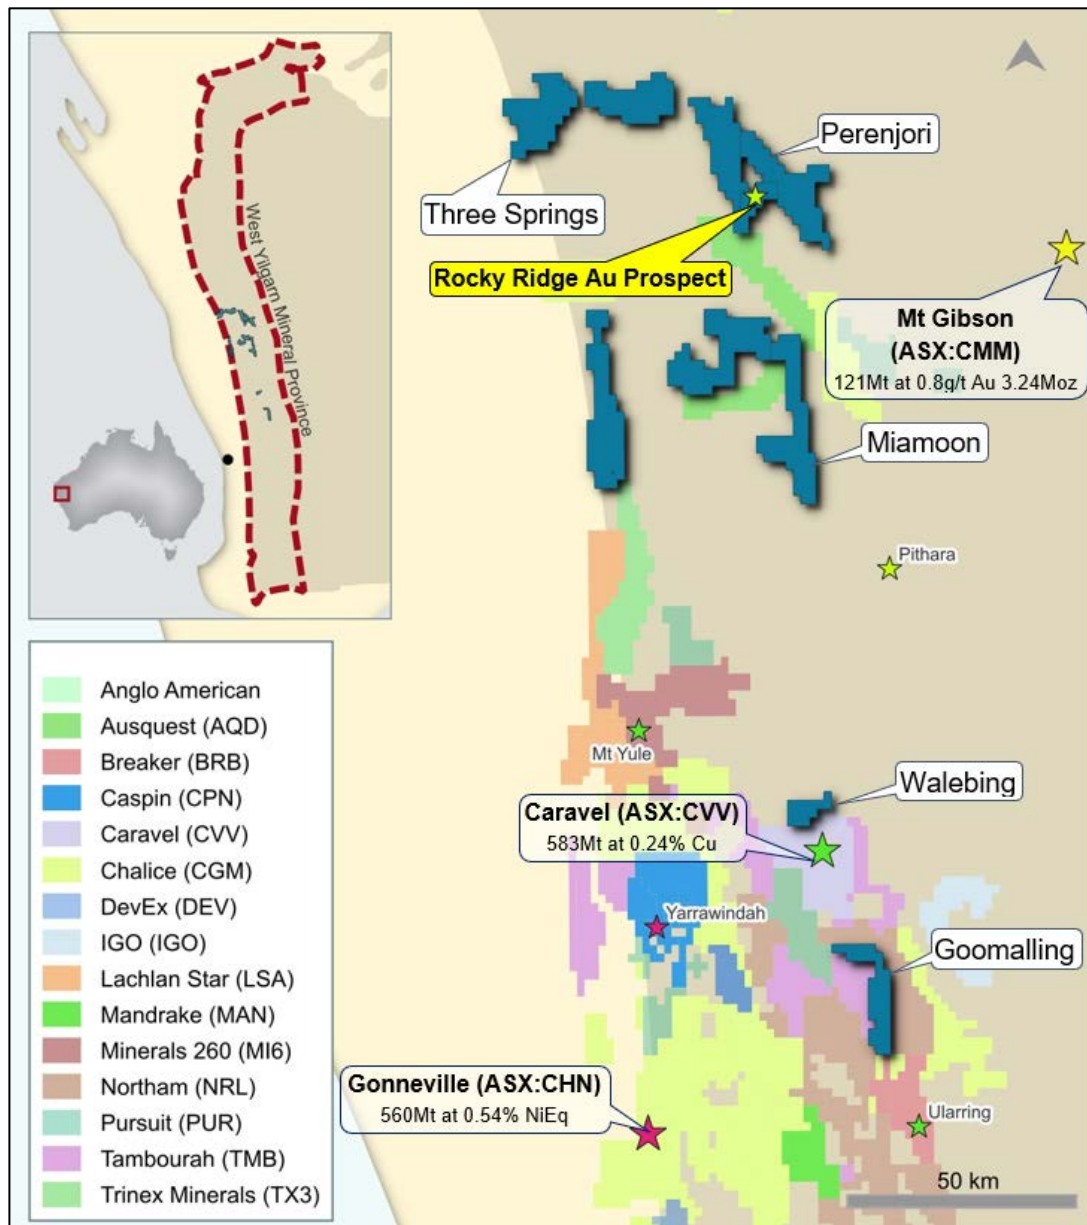 West Yilgarn Mineral Province
Perenjori
Three Springs
Rocky Ridge Au Prospect
Mt Gibson
(ASX:CMM)
121Mt at 0.8g/t Au 3.24Moz
Miamoon
Pithara
Mt Yule
Walebing
Caravel (ASX:CVV)
583Mt at 0.24% Cu
Yarrawindah
Goomalling
Gonneville (ASX:CHN)
560Mt at 0.54% NiEq
Ularring
50 km
Anglo American
Ausquest (AQD)
Breaker (BRB)
Caspin (CPN)
Caravel (CVV)
Chalice (CGM)
DevEx (DEV)
IGO (IGO)
Lachlan Star (LSA)
Mandrake (MAN)
Minerals 260 (MI6)
Northam (NRL)
Pursuit (PUR)
Tambourah (TMB)
Trinex Minerals (TX3)